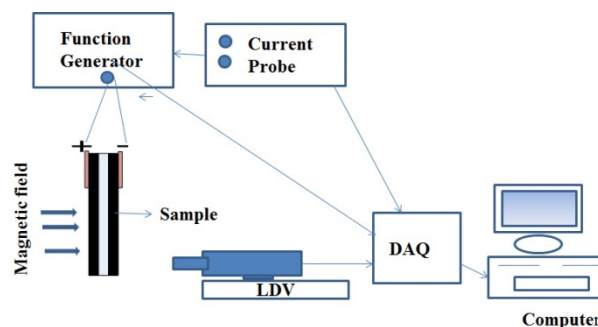 Function
Generator
Current
Probe
+ -
Magnetic field
Sample
DAQ
LDV
Computer